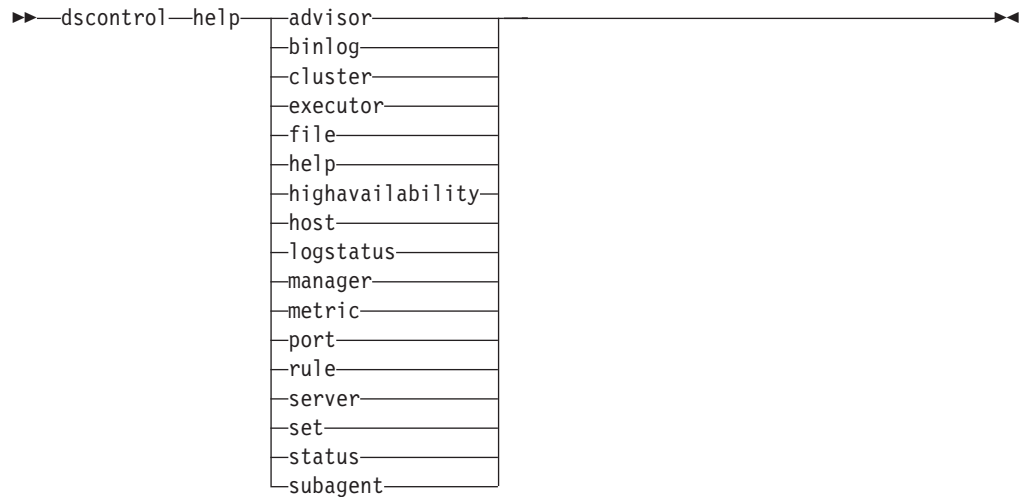 dscontrol help advisor
binlog
cluster
executor
file
help
highavailability
host
logstatus
manager
metric
port
rule
server
set
status
subagent